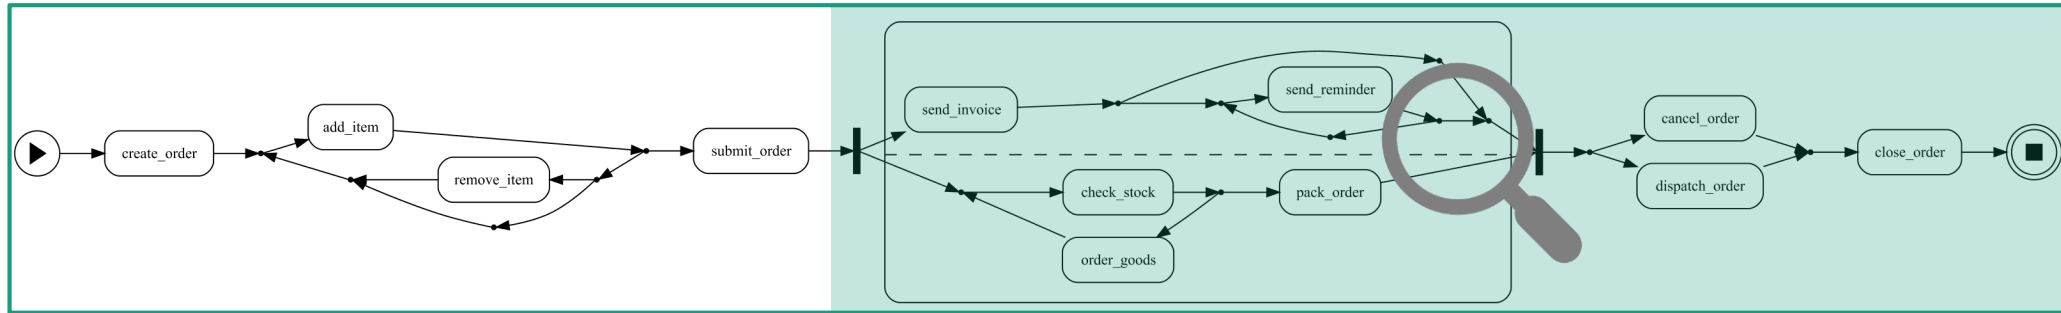 create_order
add_item
remove_item
submit_order
send_invoice
send_reminder
check_stock
pack_order
order_goods
cancel_order
dispatch_order
close_order